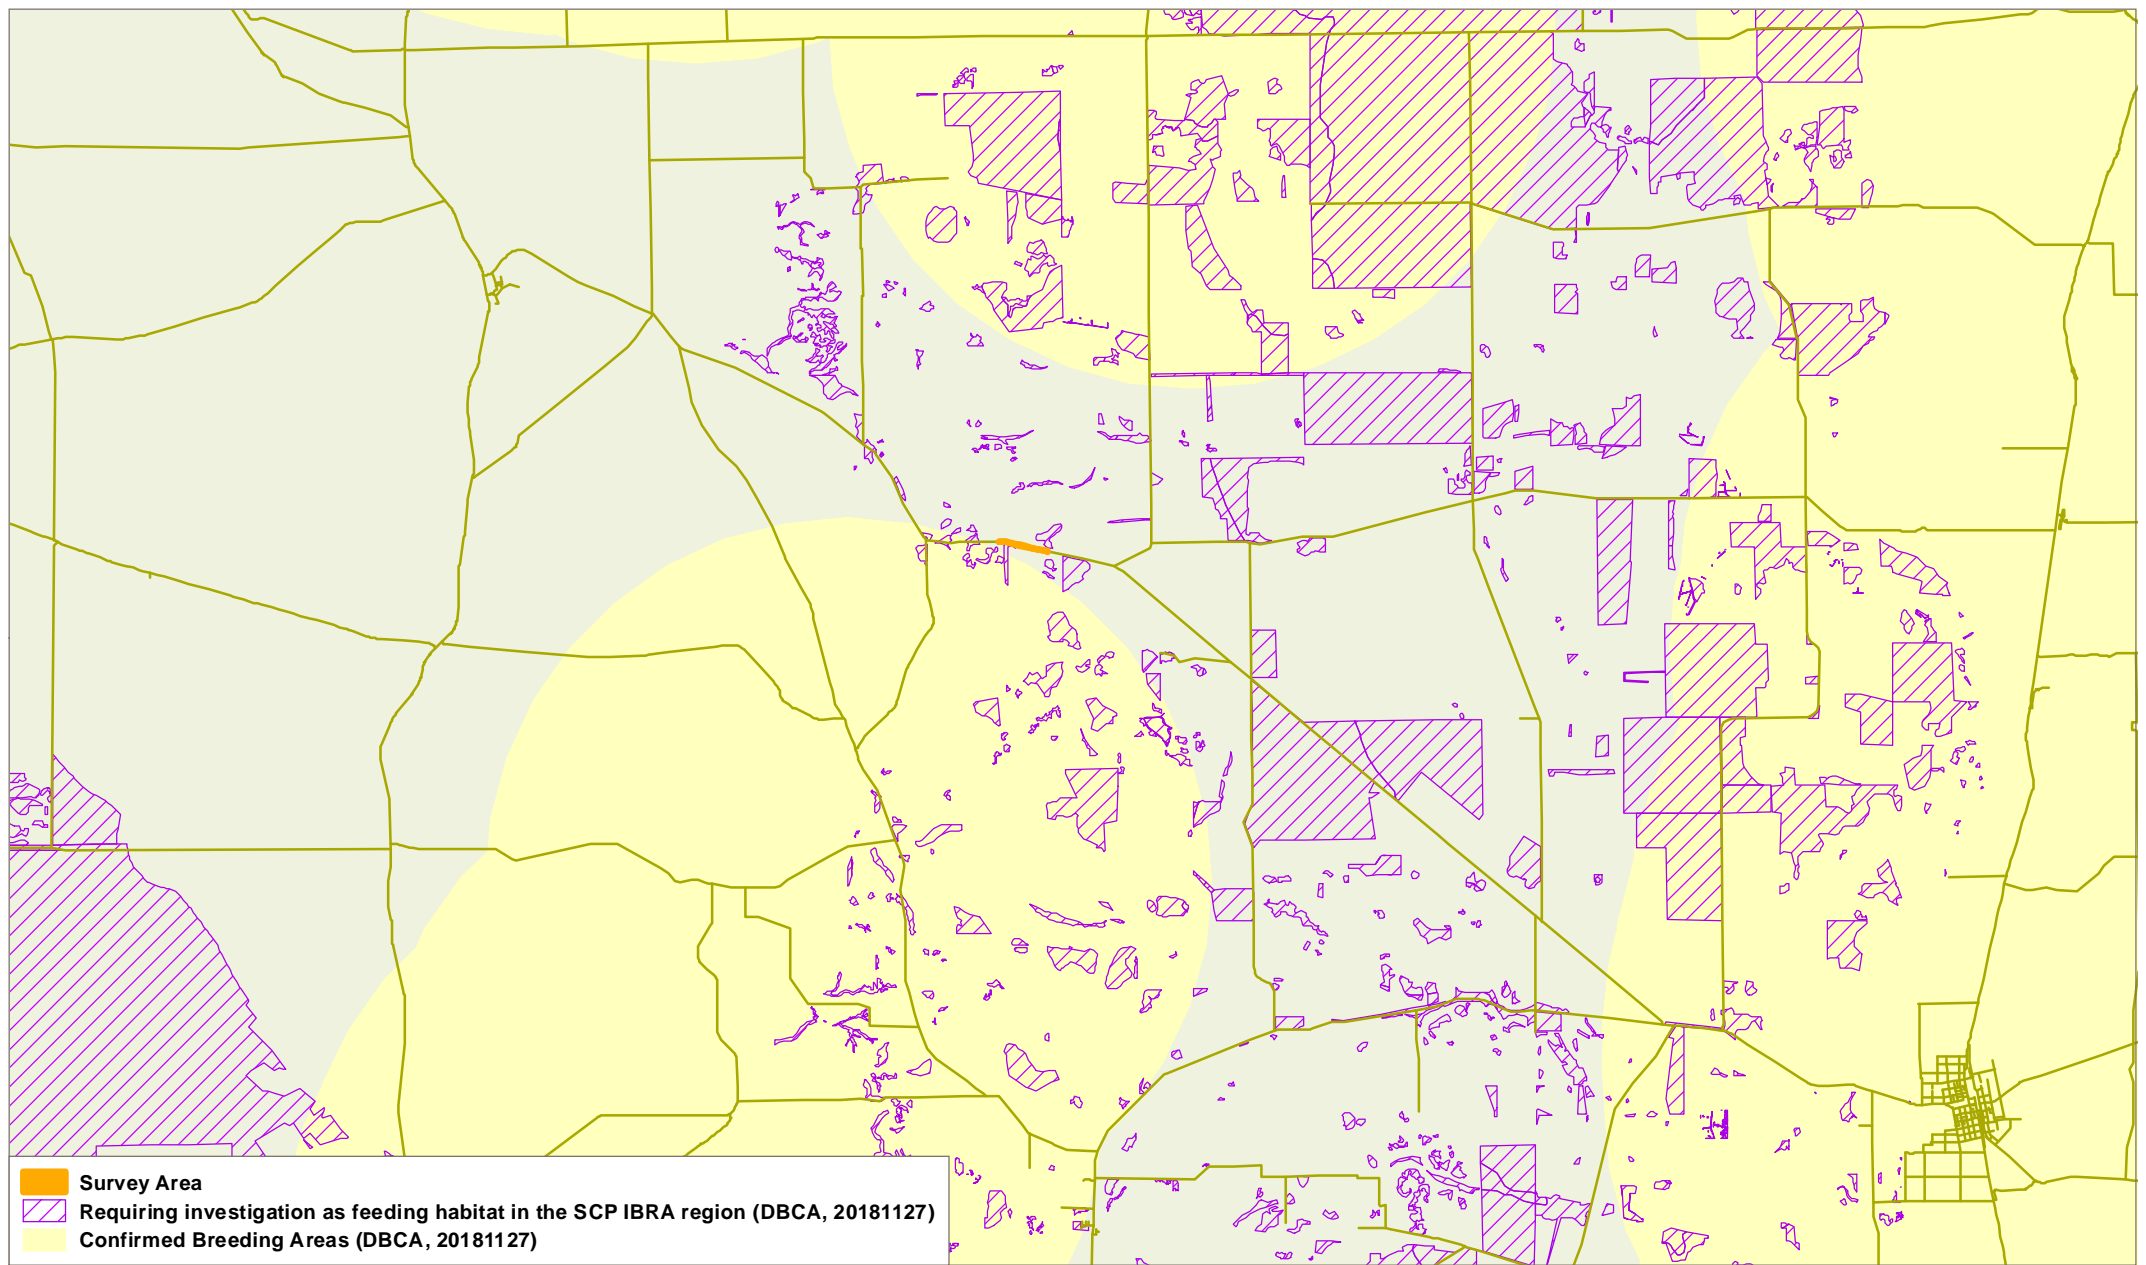 Survey Area
Requiring investigation as feeding habitat in the SCP IBRA region (DBCA, 20181127)
Confirmed Breeding Areas (DBCA, 20181127)